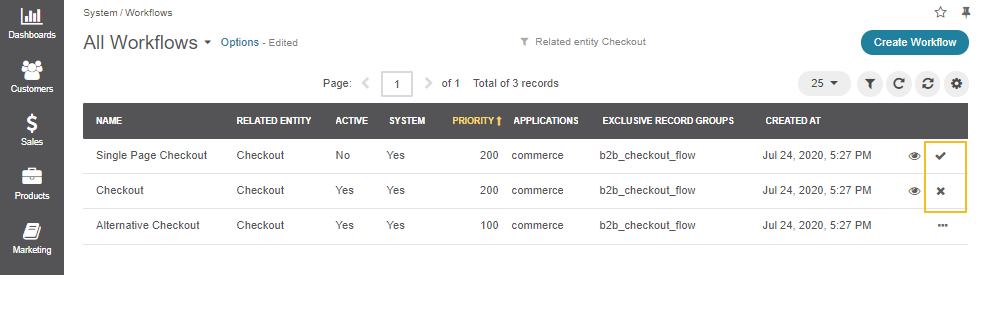 Dashboards
Customers
Sales
Products
Marketing
System / Workflows
All Workflows Options - Edited Related entity Checkout Create Workflow
Page: 1 of 1 Total of 3 records 25
NAME RELATED ENTITY ACTIVE SYSTEM PRIORITY APPLICATIONS EXCLUSIVE RECORD GROUPS CREATED AT
Single Page Checkout Checkout No Yes 200 commerce b2b_checkout_flow Jul 24, 2020, 5:27 PM
Checkout Checkout Yes Yes 200 commerce b2b_checkout_flow Jul 24, 2020, 5:27 PM
Alternative Checkout Checkout Yes Yes 100 commerce b2b_checkout_flow Jul 24, 2020, 5:27 PM